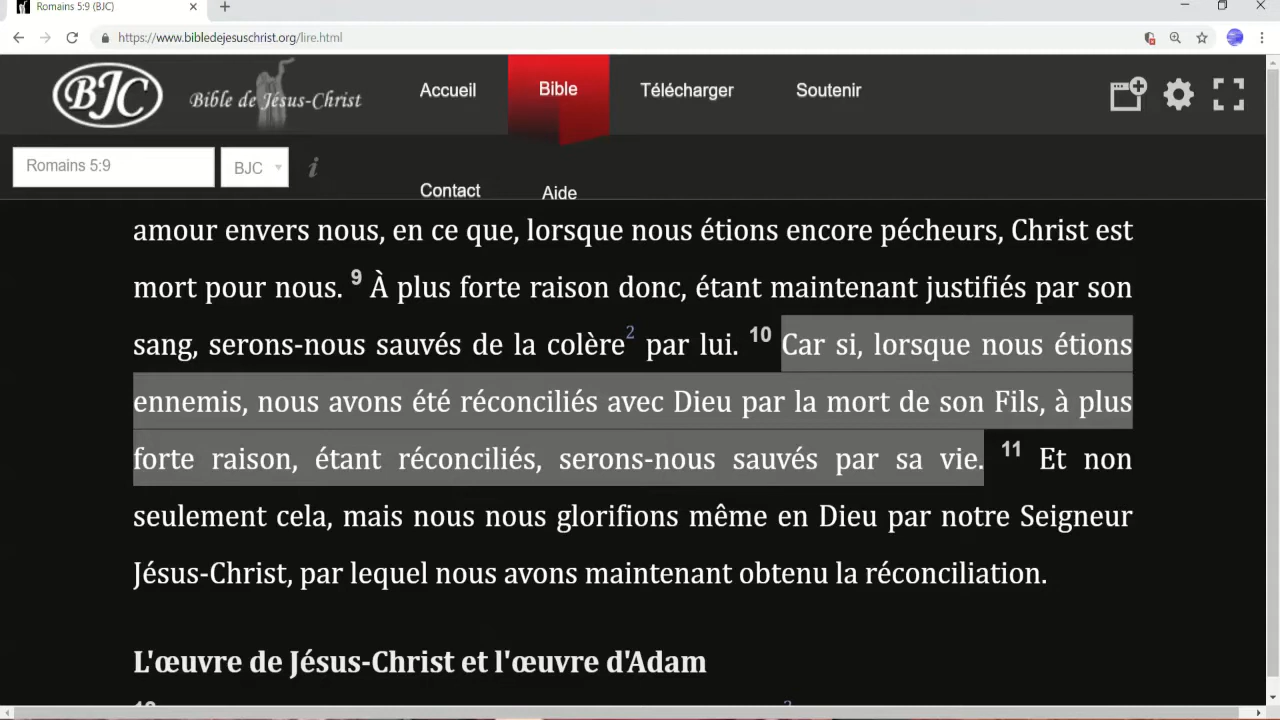 Romains 5:9 (BJC)
https://www.bibledejesuschrist.org/lire.html
BJC Bible de Jésus-Christ Accueil Bible Télécharger Soutenir
Romains 5:9 BJC i
Contact Aide
amour envers nous, en ce que, lorsque nous étions encore pécheurs, Christ est
mort pour nous. 9 À plus forte raison donc, étant maintenant justifiés par son
sang, serons-nous sauvés de la colère2 par lui. 10 Car si, lorsque nous étions
ennemis, nous avons été réconciliés avec Dieu par la mort de son Fils, à plus
forte raison, étant réconciliés, serons-nous sauvés par sa vie. 11 Et non
seulement cela, mais nous nous glorifions même en Dieu par notre Seigneur
Jésus-Christ, par lequel nous avons maintenant obtenu la réconciliation.
L'œuvre de Jésus-Christ et l'œuvre d'Adam